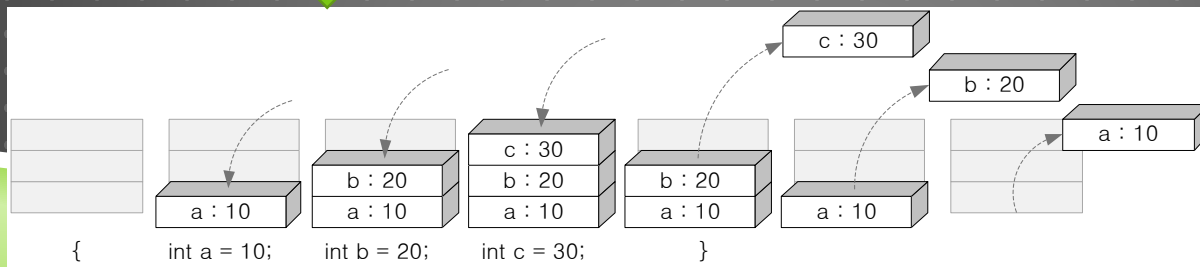 c : 30
b : 20
a : 10
c : 30
b : 20
b : 20
b : 20
a : 10
a : 10
a : 10
a : 10
a : 10
{
int a = 10;
int b = 20;
int c = 30;
}